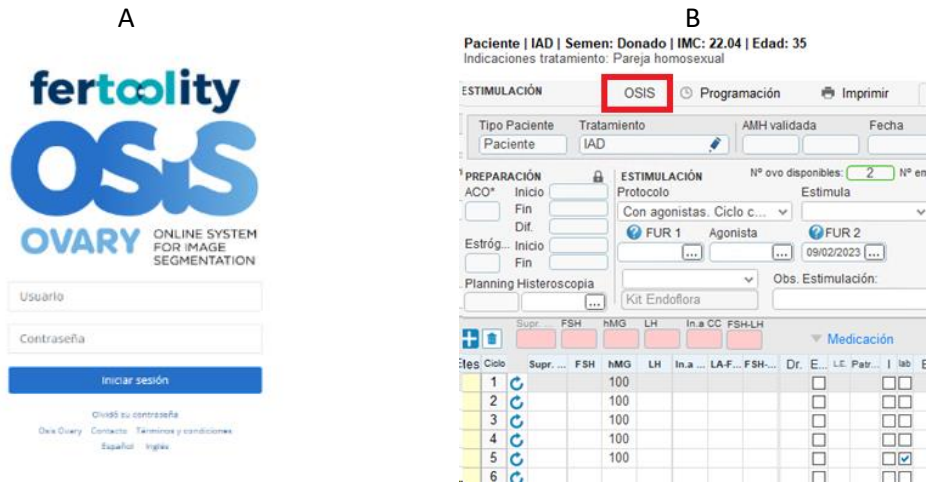 A
fertoolity
OSIS
OVARY ONLINE SYSTEM
FOR IMAGE
SEGMENTATION
Usuario
Contraseña
Iniciar sesión
Olvidó su contraseña
Osis Ovary Contacto Términos y condiciones
Español Inglés
B
Paciente | IAD | Semen: Donado | IMC: 22.04 | Edad: 35
Indicaciones tratamiento: Pareja homosexual
ESTIMULACIÓN OSIS Programación Imprimir
Tipo Paciente Tratamiento AMH validada Fecha
Paciente IAD
PREPARACIÓN ESTIMULACIÓN Nº ovo disponibles: 2 Nº em
ACO* Inicio Protocolo Estimula
Fin Con agonistas. Ciclo c...
Dif. FUR 1 Agonista FUR 2
Estróg... Inicio ... ... 09/02/2023 ...
Fin
Planning Histeroscopia Obs. Estimulación:
... Kit Endoflora
Supr. ... FSH hMG LH In.a CC FSH-LH
Medicación
Ciclo Supr. ... FSH hMG LH In.a ... LA-F... FSH-... Dr. E... L.E. Patr... I lab E
1 100
2 100
3 100
4 100
5 100
6